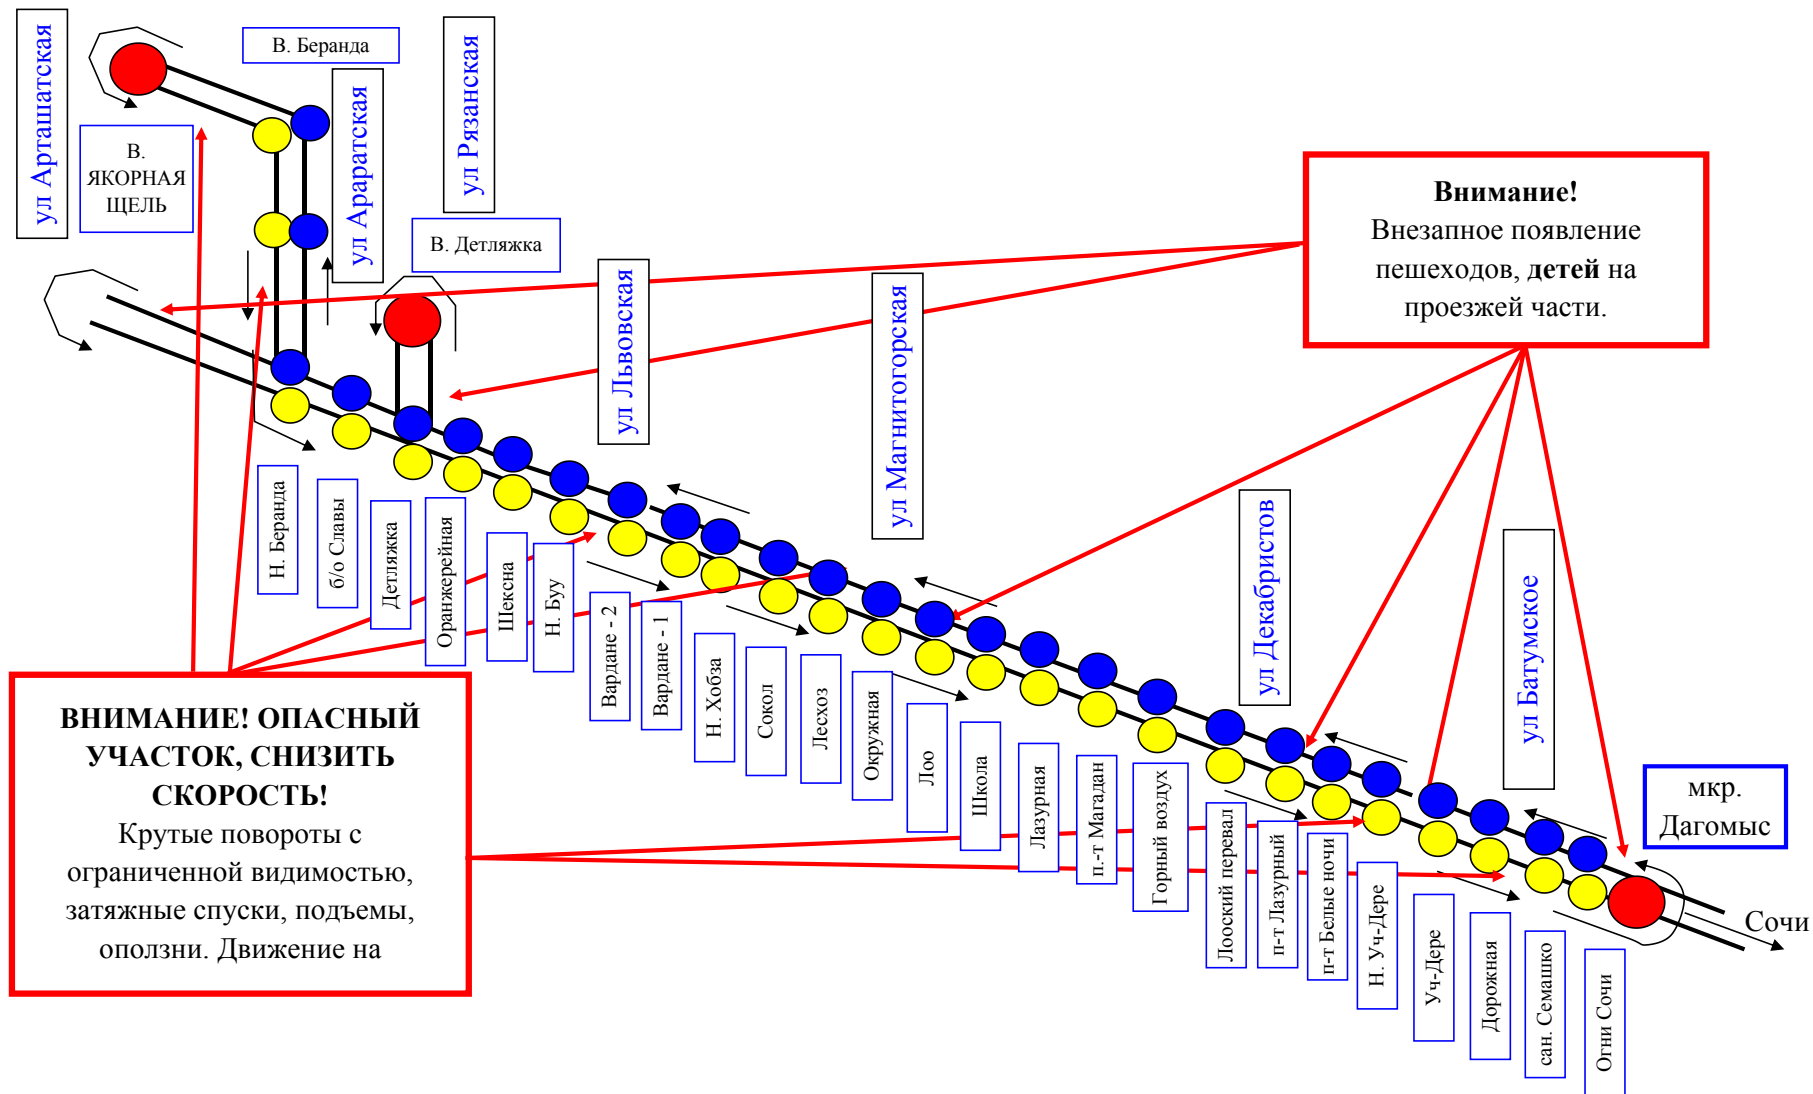 ул Арташатская
В. Беранда
ул Араратская
ул Рязанская
В.
ЯКОРНАЯ
ЩЕЛЬ
В. Детляжка
ул Львовская
ул Магнитогорская
Внимание!
Внезапное появление
пешеходов, детей на
проезжей части.
ул Декабристов
ул Батумское
мкр.
Дагомыс
Сочи
Н. Беранда
б/о Славы
Детляжка
Оранжерейная
Шексна
Н. Буу
Вардане - 2
Вардане - 1
Н. Хобза
Сокол
Лесхоз
Окружная
Лоо
Школа
Лазурная
п.-т Магадан
Горный воздух
Лооский перевал
п-т Лазурный
п-т Белые ночи
Н. Уч-Дере
Уч-Дере
Дорожная
сан. Семашко
Огни Сочи
ВНИМАНИЕ! ОПАСНЫЙ
УЧАСТОК, СНИЗИТЬ
СКОРОСТЬ!
Крутые повороты с
ограниченной видимостью,
затяжные спуски, подъемы,
оползни. Движение на